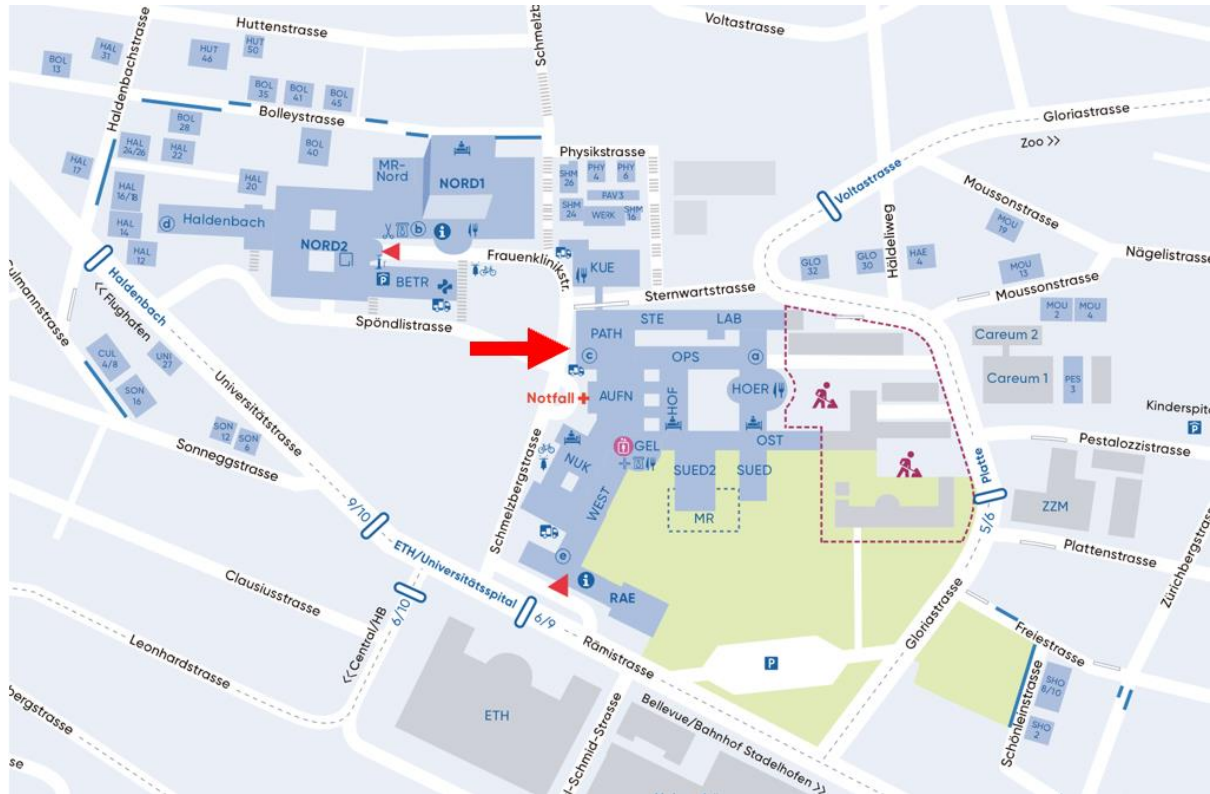 Huttenstrasse
Voltastrasse
Schmelzbergstrasse
Haldenbachstrasse
HAL
31
BOL
13
HUT
46
HUT
50
BOL
35
BOL
41
BOL
45
Bolleystrasse
Gloriastrasse
Zoo >>
BOL
28
HAL
24/26
HAL
22
BOL
40
HAL
17
HAL
16/18
HAL
20
HAL
14
HAL
12
MR-
Nord
NORD1
Physikstrasse
SHM
26
PHY
4
PHY
6
PAV3
SHM
24
WERK
SHM
16
Voltastrasse
Häldeliweg
Moussonstrasse
MOU
19
Nägelistrasse
d
Haldenbach
NORD2
b
i
Frauenklinikstr.
KUE
P
BETR
GLO
32
GLO
30
HAE
4
MOU
13
Moussonstrasse
MOU
2
MOU
4
Sternwartstrasse
Haldenbach
<<Flughafen
Culmannstrasse
Spöndlistrasse
STE
LAB
PATH
c
OPS
a
Careum 2
Careum 1
PES
3
CUL
4/8
UNI
27
SON
16
Universitätstrasse
Notfall
AUFN
HOF
HOER
Kinderspit
P
SON
12
SON
6
Sonneggstrasse
GEL
OST
Pestalozzistrasse
NUK
SUED2
SUED
Platte
5/6
ZZM
WEST
MR
Schmelzbergstrasse
9/10
ETH/Universitätsspital
e
i
Plattenstrasse
Zürichbergstrasse
Clausiusstrasse
6/10
<<Central/HB
6/9
RAE
Leonhardstrasse
Rämistrasse
P
Gloriastrasse
Freiestrasse
SHO
8/10
Schönleinstrasse
SHO
2
ETH
Bellevue/Bahnhof Stadelhofen >>
l-Schmid-Strasse
bergstrasse
sse